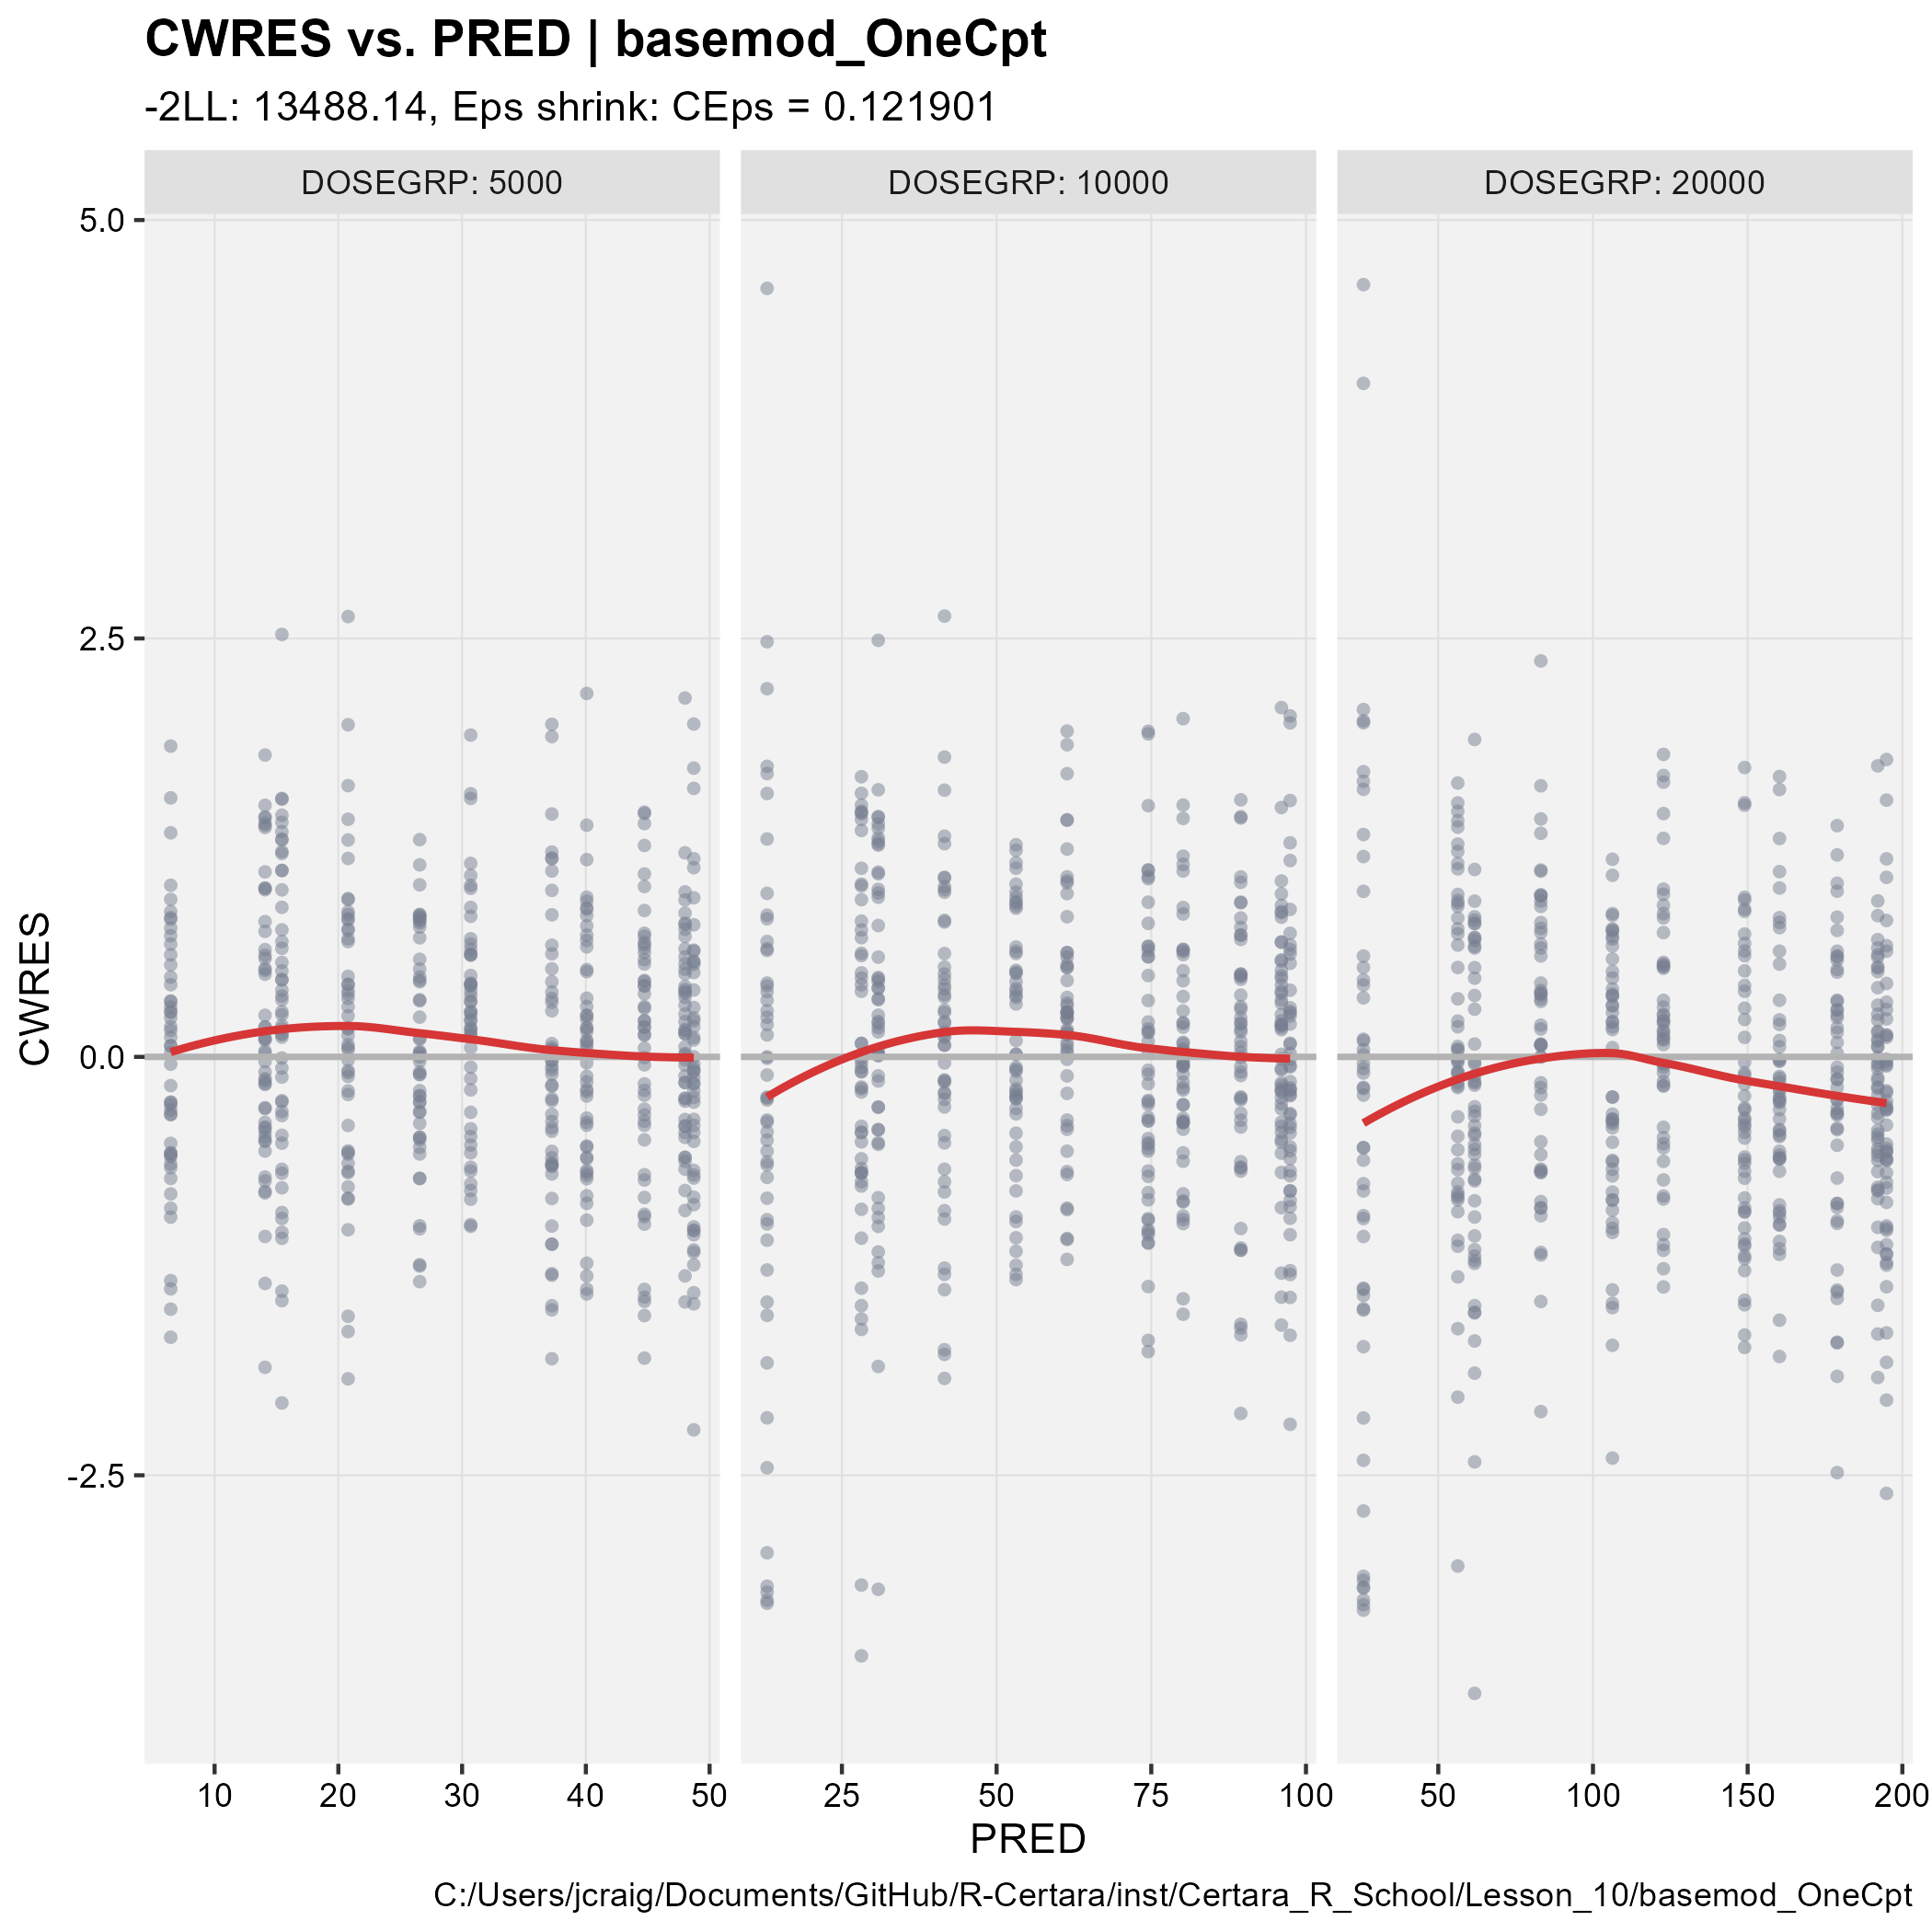 CWRES vs. PRED | basemod_OneCpt
-2LL: 13488.14, Eps shrink: CEps = 0.121901
DOSEGRP: 5000 DOSEGRP: 10000 DOSEGRP: 20000
5.0
2.5
0.0
-2.5
CWRES
10 20 30 40 50 25 50 75 100 50 100 150 200
PRED
C:/Users/jcraig/Documents/GitHub/R-Certara/inst/Certara_R_School/Lesson_10/basemod_OneCpt